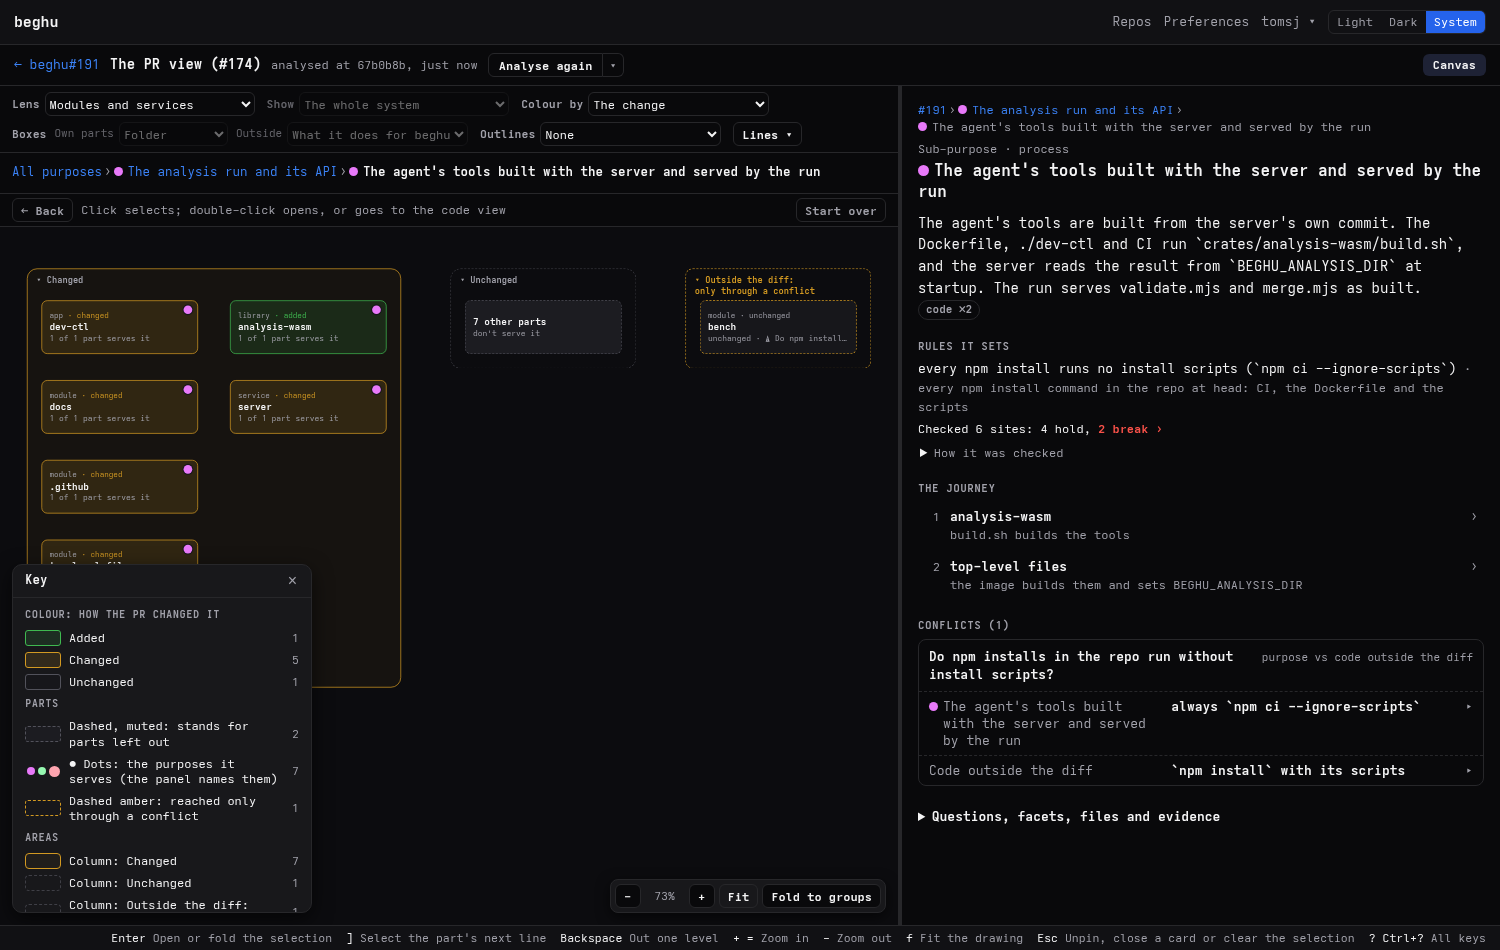 beghu
Repos Preferences tomsj ▾ Light Dark System
← beghu#191 The PR view (#174) analysed at 67b0b8b, just now Analyse again ▾ Canvas
Lens Modules and services Show The whole system Colour by The change
Boxes Own parts Folder Outside What it does for beghu Outlines None Lines ▾
All purposes › The analysis run and its API › The agent's tools built with the server and served by the run
← Back Click selects; double-click opens, or goes to the code view Start over
▾ Changed
app · changed
dev-ctl
1 of 1 part serves it
library · added
analysis-wasm
1 of 1 part serves it
module · changed
docs
1 of 1 part serves it
service · changed
server
1 of 1 part serves it
module · changed
.github
1 of 1 part serves it
module · changed
▾ Unchanged
7 other parts
don't serve it
▾ Outside the diff:
only through a conflict
module · unchanged
bench
unchanged · Do npm install…
Key ×
COLOUR: HOW THE PR CHANGED IT
Added 1
Changed 5
Unchanged 1
PARTS
Dashed, muted: stands for
parts left out 2
● Dots: the purposes it
serves (the panel names them) 7
Dashed amber: reached only
through a conflict 1
AREAS
Column: Changed 7
Column: Unchanged 1
Column: Outside the diff:
− 73% + Fit Fold to groups
#191 › The analysis run and its API ›
The agent's tools built with the server and served by the run
Sub-purpose · process
The agent's tools built with the server and served by the
run
The agent's tools are built from the server's own commit. The
Dockerfile, ./dev-ctl and CI run `crates/analysis-wasm/build.sh`,
and the server reads the result from `BEGHU_ANALYSIS_DIR` at
startup. The run serves validate.mjs and merge.mjs as built.
code ×2
RULES IT SETS
every npm install runs no install scripts (`npm ci --ignore-scripts`) ·
every npm install command in the repo at head: CI, the Dockerfile and the
scripts
Checked 6 sites: 4 hold, 2 break ›
▶ How it was checked
THE JOURNEY
1 analysis-wasm ›
build.sh builds the tools
2 top-level files ›
the image builds them and sets BEGHU_ANALYSIS_DIR
CONFLICTS (1)
Do npm installs in the repo run without purpose vs code outside the diff
install scripts?
The agent's tools built always `npm ci --ignore-scripts` ▸
with the server and served
by the run
Code outside the diff `npm install` with its scripts ▸
▶ Questions, facets, files and evidence
Enter Open or fold the selection ] Select the part's next line Backspace Out one level + = Zoom in − Zoom out f Fit the drawing Esc Unpin, close a card or clear the selection ? Ctrl+? All keys